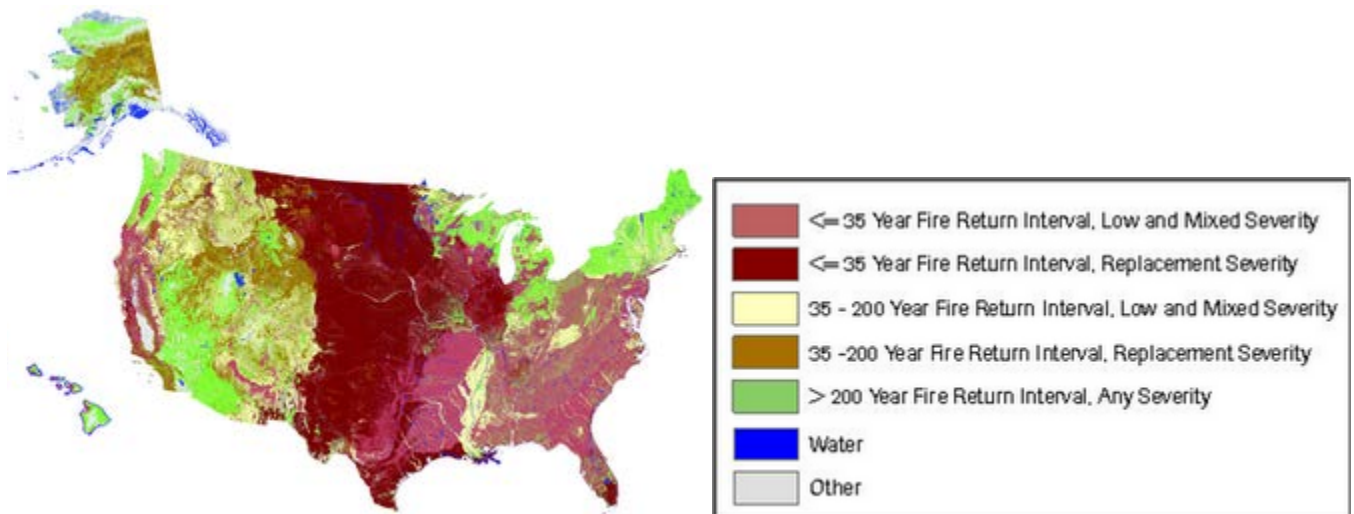 <= 35 Year Fire Return Interval, Low and Mixed Severity
<= 35 Year Fire Return Interval, Replacement Severity
35 - 200 Year Fire Return Interval, Low and Mixed Severity
35 -200 Year Fire Return Interval, Replacement Severity
> 200 Year Fire Return Interval, Any Severity
Water
Other